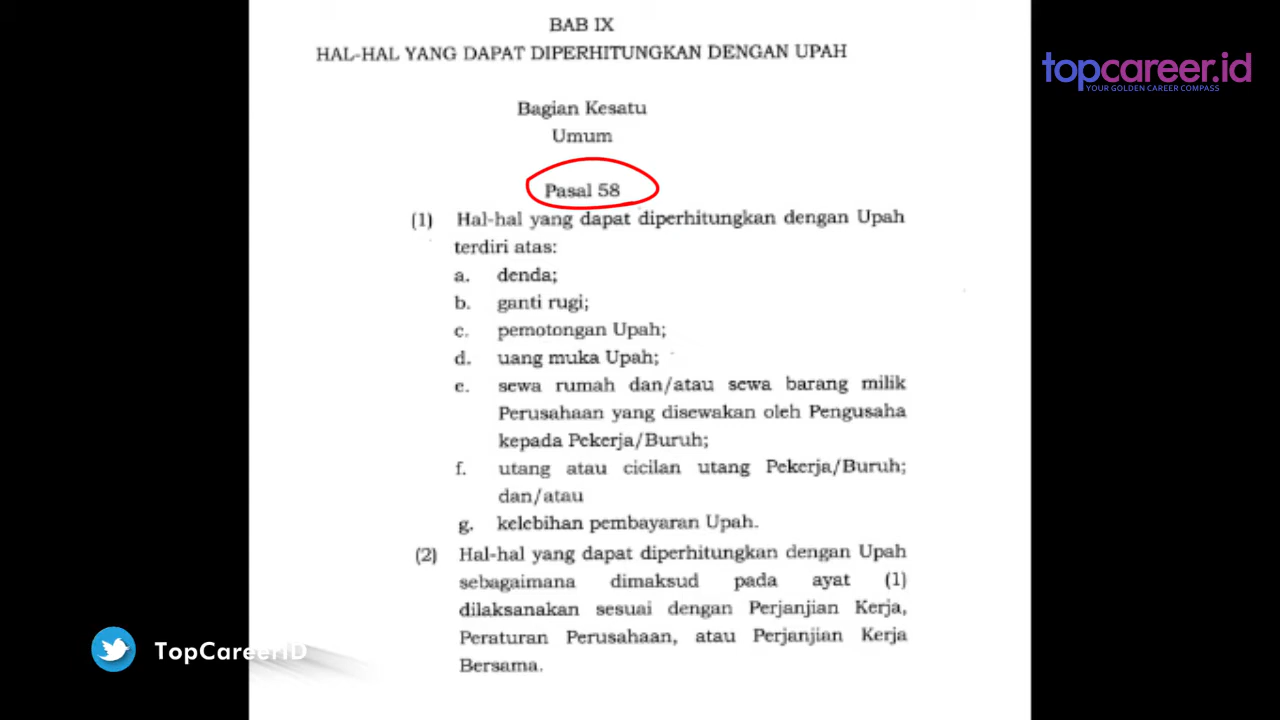 BAB IX
HAL-HAL YANG DAPAT DIPERHITUNGKAN DENGAN UPAH
topcareer.id
YOUR GOLDEN CAREER COMPASS
Bagian Kesatu
Umum
Pasal 58
(1) Hal-hal yang dapat diperhitungkan dengan Upah
terdiri atas:
a. denda;
b. ganti rugi;
c. pemotongan Upah;
d. uang muka Upah;
e. sewa rumah dan/atau sewa barang milik
Perusahaan yang disewakan oleh Pengusaha
kepada Pekerja/Buruh;
f. utang atau cicilan utang Pekerja/Buruh;
dan/atau
g. kelebihan pembayaran Upah.
(2) Hal-hal yang dapat diperhitungkan dengan Upah
sebagaimana dimaksud pada ayat (1)
dilaksanakan sesuai dengan Perjanjian Kerja,
Peraturan Perusahaan, atau Perjanjian Kerja
Bersama.
TopCareerID